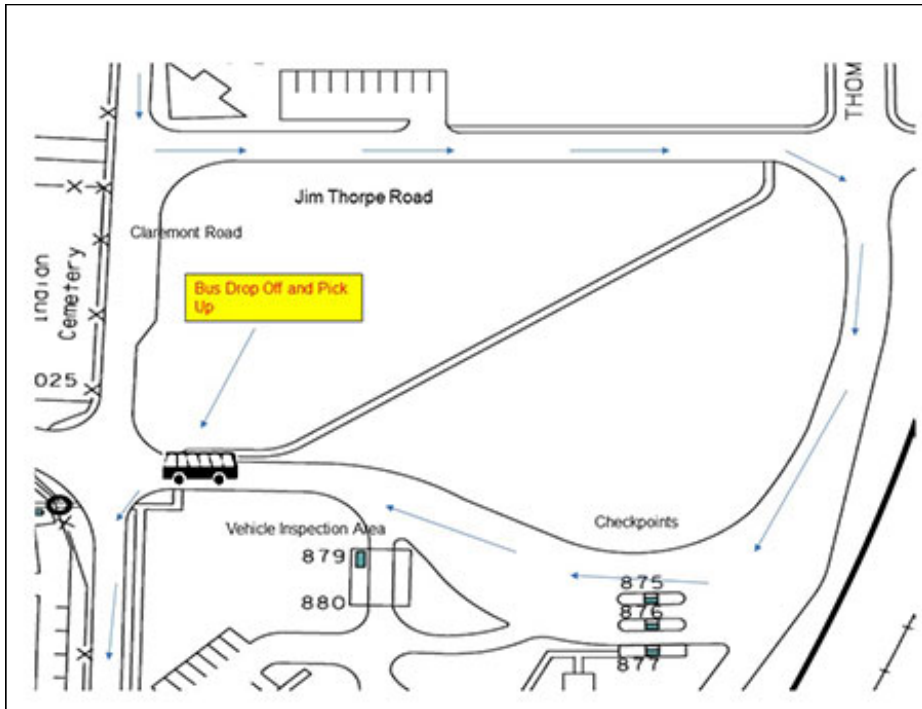 THOM
Jim Thorpe Road
Claremont Road
Indian
Cemetery
Bus Drop Off and Pick
Up
025
Vehicle Inspection Area
Checkpoints
879
880
875
876
877